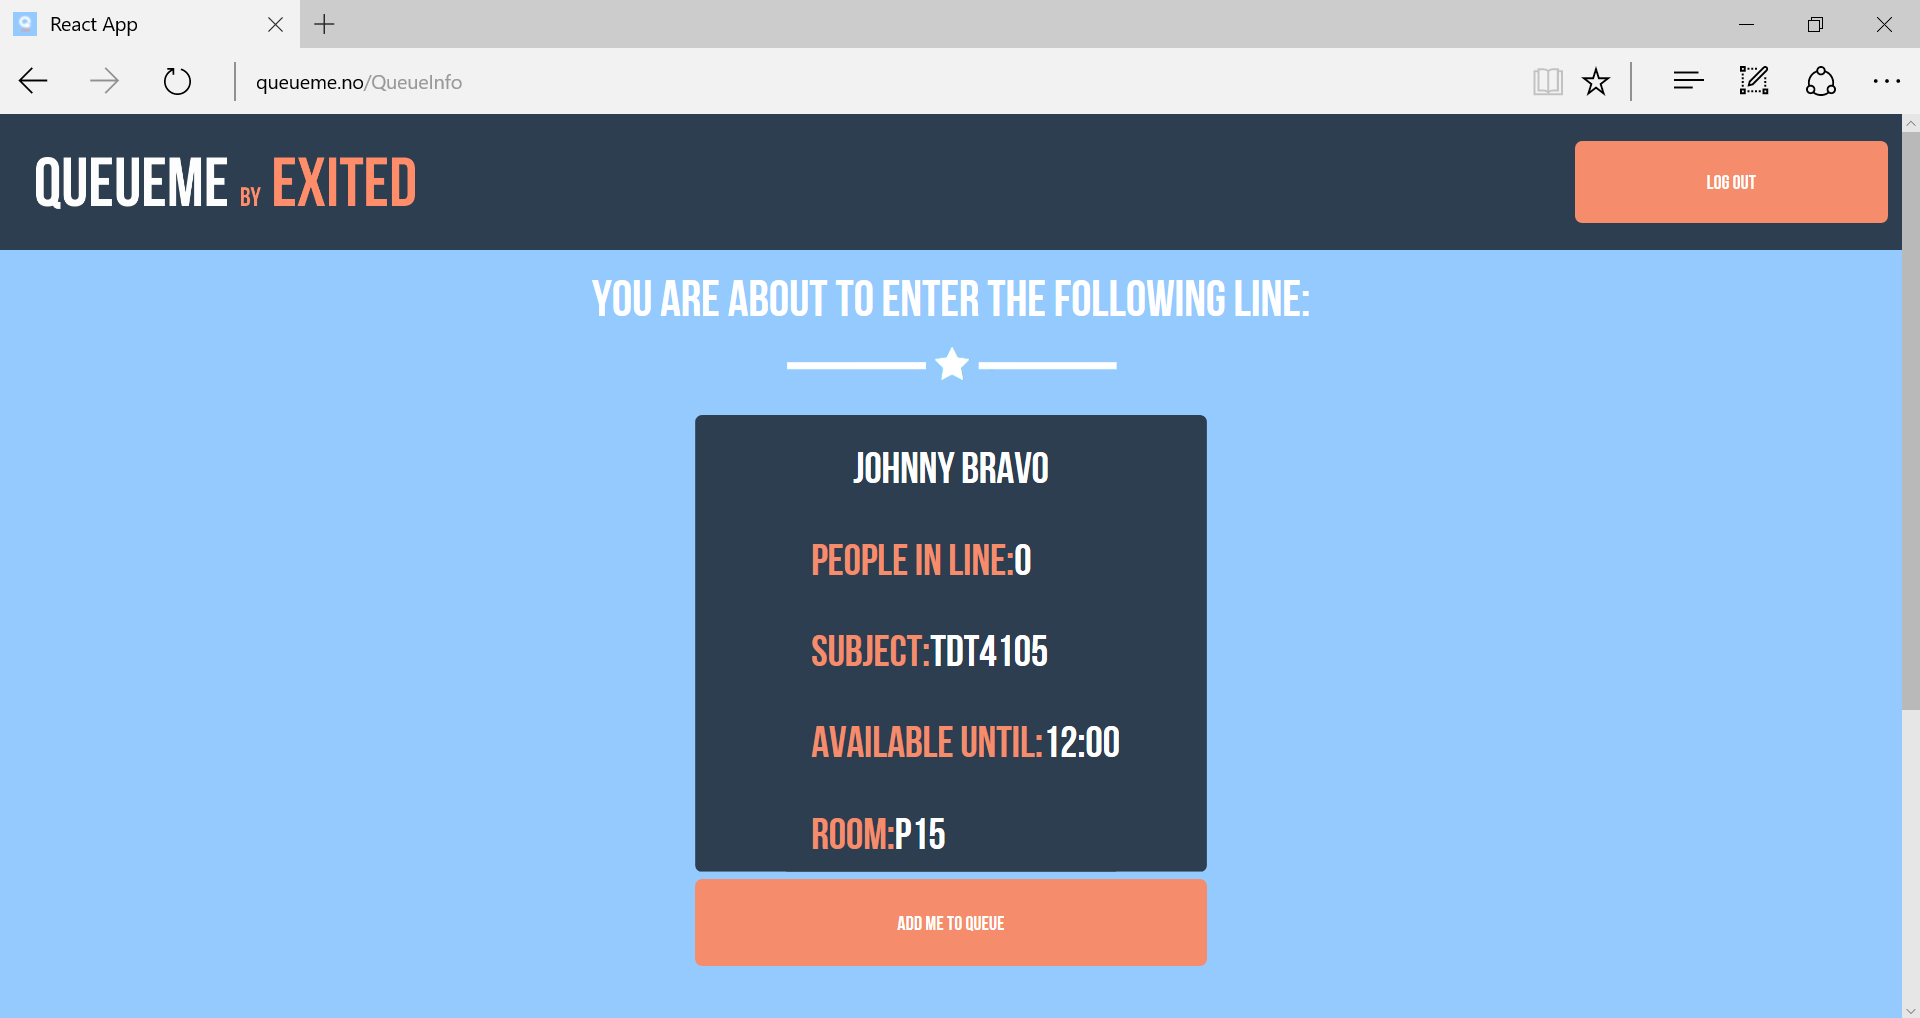 React App
queueme.no/QueueInfo
QUEUEME BY EXITED
LOG OUT
YOU ARE ABOUT TO ENTER THE FOLLOWING LINE:
JOHNNY BRAVO
PEOPLE IN LINE:0
SUBJECT:TDT4105
AVAILABLE UNTIL:12:00
ROOM:P15
ADD ME TO QUEUE